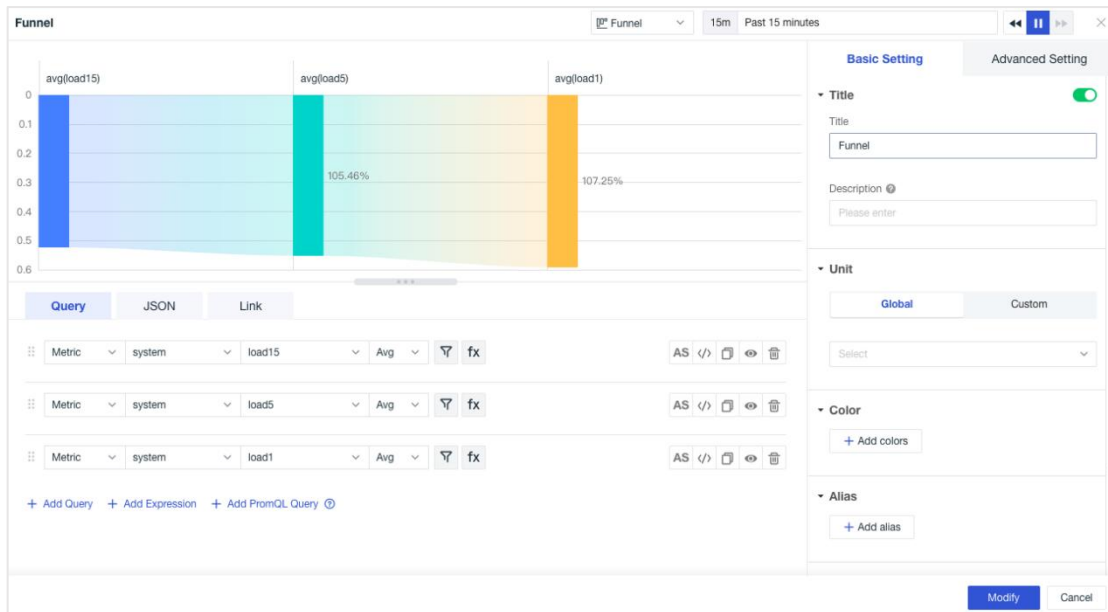 Funnel
Funnel
15m Past 15 minutes
avg(load15) avg(load5) avg(load1)
0
0.1
0.2
0.3
0.4
0.5
0.6
105.46%
107.25%
Query JSON Link
Metric system load15 Avg fx AS </>
Metric system load5 Avg fx AS </>
Metric system load1 Avg fx AS </>
+ Add Query + Add Expression + Add PromQL Query
Basic Setting Advanced Setting
Title
Title
Funnel
Description
Please enter
Unit
Global Custom
Select
Color
+ Add colors
Alias
+ Add alias
Modify Cancel